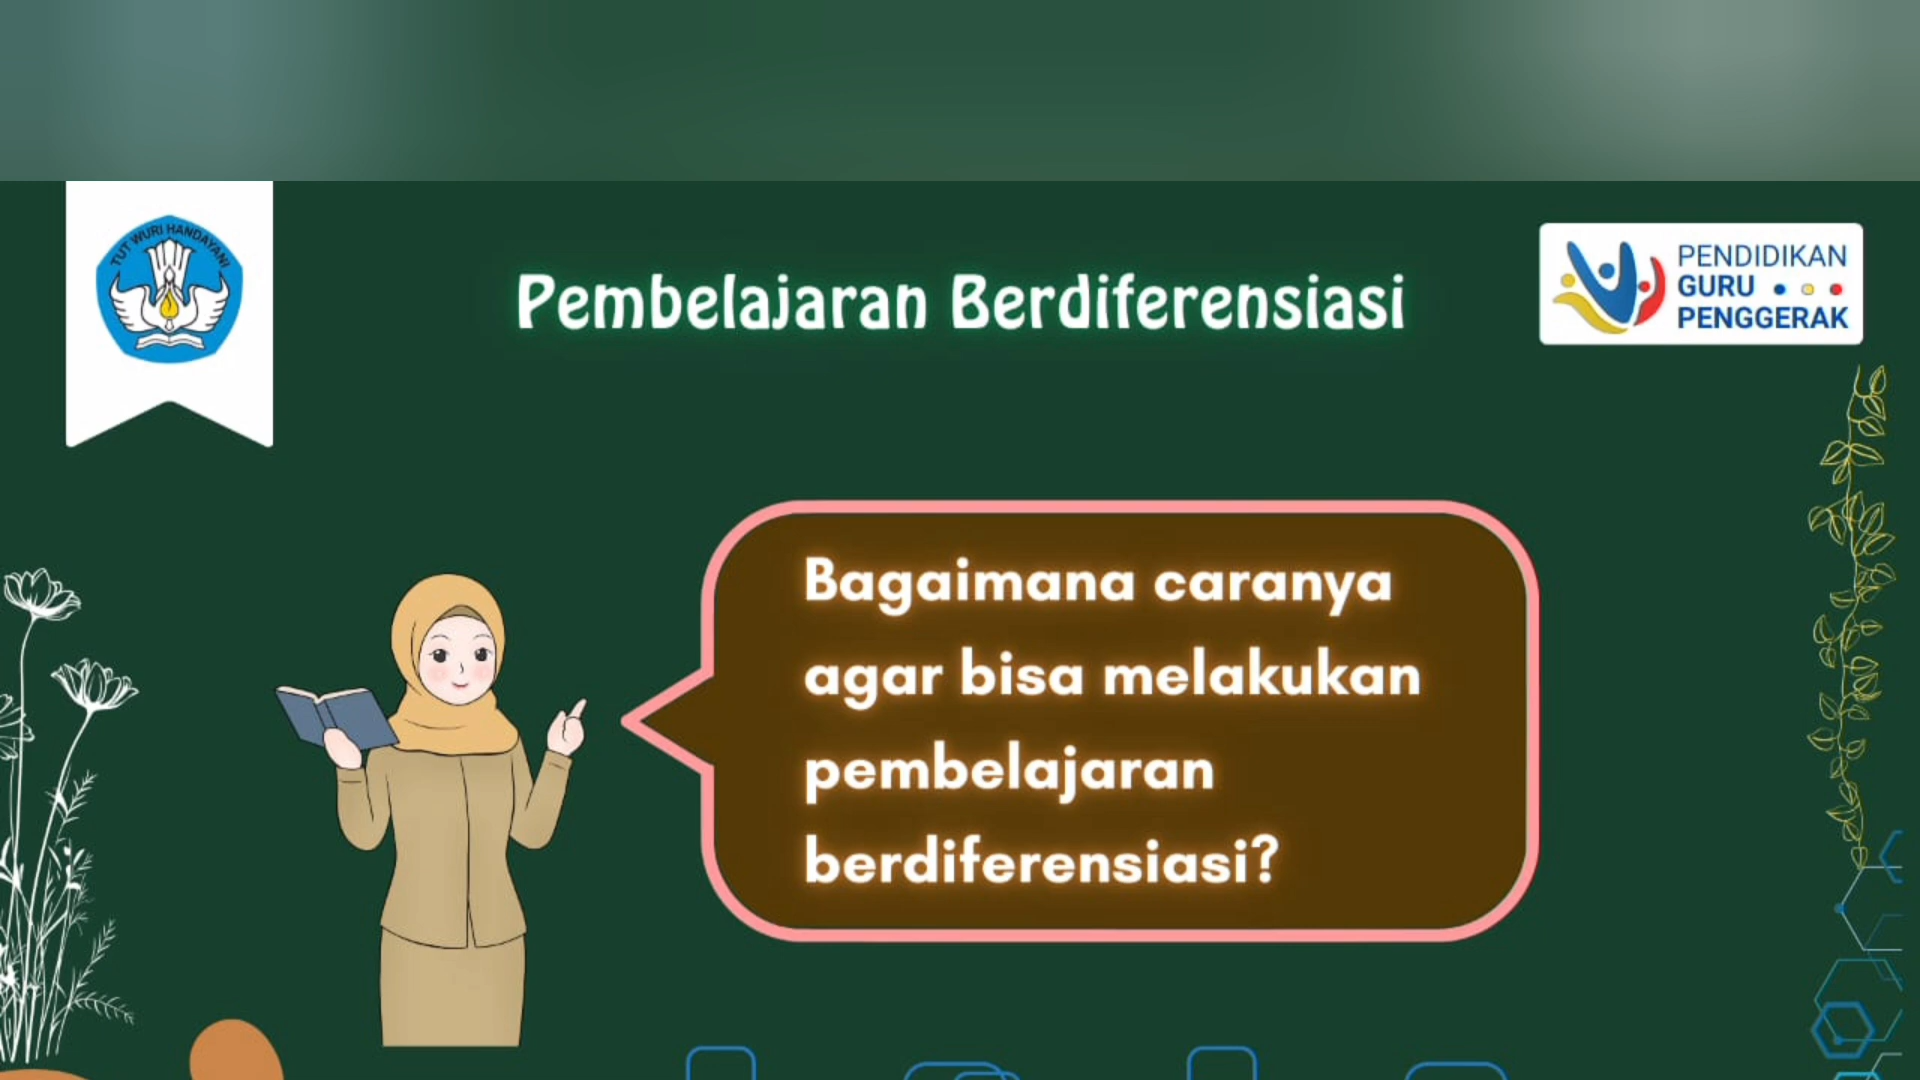 TUT WURI HANDAYANI
Pembelajaran Berdiferensiasi
PENDIDIKAN
GURU
PENGGERAK
Bagaimana caranya
agar bisa melakukan
pembelajaran
berdiferensiasi?